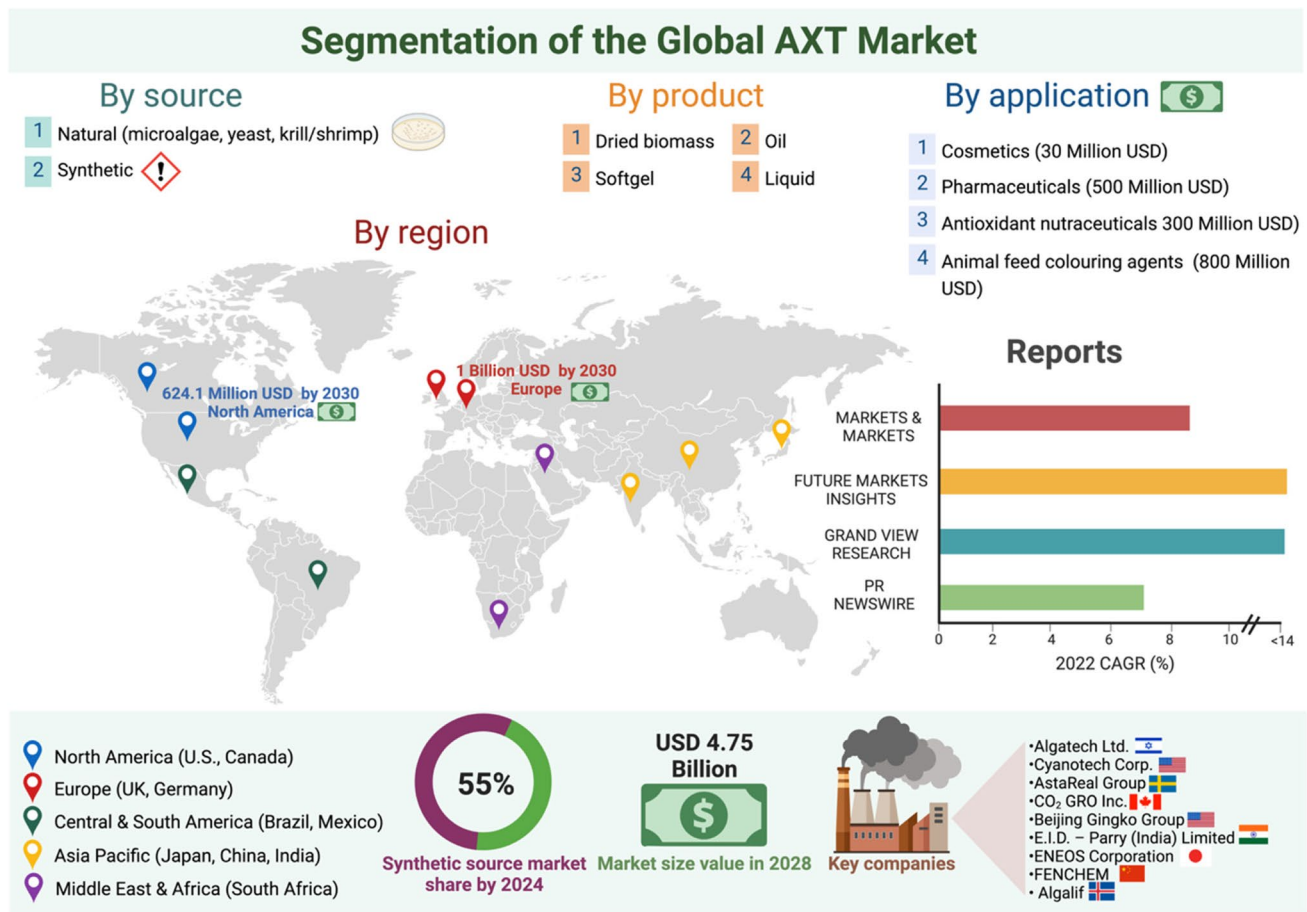 Segmentation of the Global AXT Market
By source
1 Natural (microalgae, yeast, krill/shrimp)
2 Synthetic !
By product
1 Dried biomass 2 Oil
3 Softgel 4 Liquid
By application $
1 Cosmetics (30 Million USD)
2 Pharmaceuticals (500 Million USD)
3 Antioxidant nutraceuticals 300 Million USD)
4 Animal feed colouring agents (800 Million
USD)
By region
624.1 Million USD by 2030
North America $
1 Billion USD by 2030
Europe $
Reports
MARKETS &
MARKETS
FUTURE MARKETS
INSIGHTS
GRAND VIEW
RESEARCH
PR
NEWSWIRE
0 2 4 6 8 10 <14
2022 CAGR (%)
North America (U.S., Canada)
Europe (UK, Germany)
Central & South America (Brazil, Mexico)
Asia Pacific (Japan, China, India)
Middle East & Africa (South Africa)
55%
Synthetic source market
share by 2024
USD 4.75
Billion
$
Market size value in 2028
Key companies
•Algatech Ltd.
•Cyanotech Corp.
•AstaReal Group
•CO₂ GRO Inc.
•Beijing Gingko Group
•E.I.D. – Parry (India) Limited
•ENEOS Corporation
•FENCHEM
• Algalif